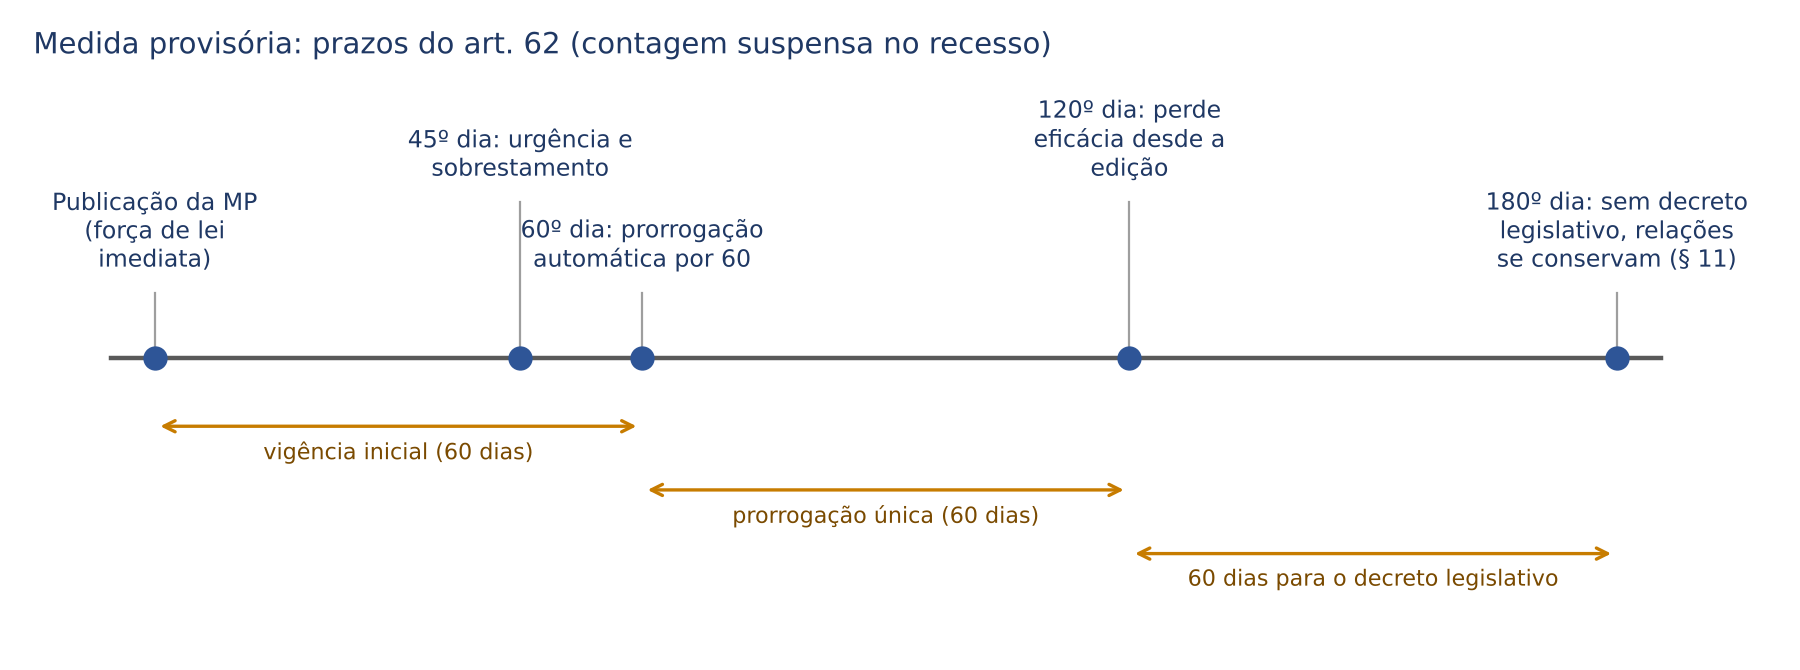 Medida provisória: prazos do art. 62 (contagem suspensa no recesso)
Publicação da MP
(força de lei
imediata)
45º dia: urgência e
sobrestamento
60º dia: prorrogação
automática por 60
120º dia: perde
eficácia desde a
edição
180º dia: sem decreto
legislativo, relações
se conservam (§ 11)
vigência inicial (60 dias)
prorrogação única (60 dias)
60 dias para o decreto legislativo